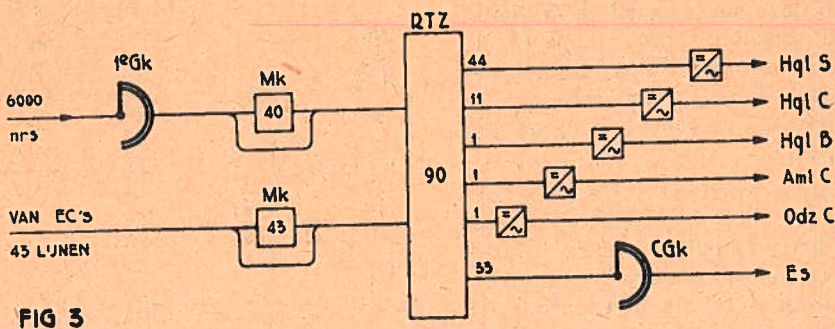 RTZ
1eGk
Mk
40
6000
nrs
44
Hgl S
11
Hgl C
1
Hgl B
90
1
Aml C
1
Odz C
VAN EC's
43 LIJNEN
Mk
43
33
CGk
Es
FIG 3